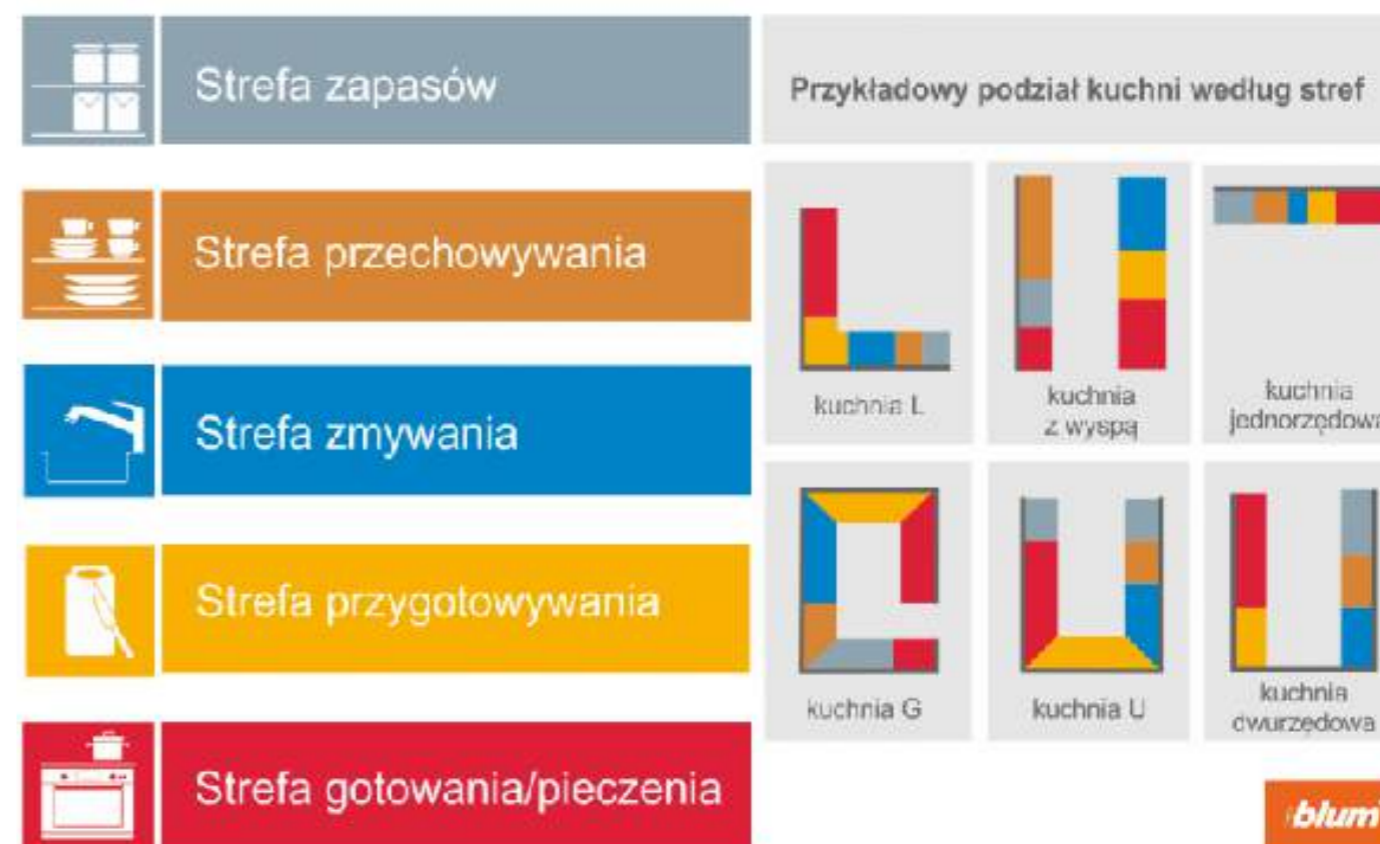 Strefa zapasów
Strefa przechowywania
Strefa zmywania
Strefa przygotowywania
Strefa gotowania/pieczenia
Przykładowy podział kuchni według stref
kuchnia L
kuchnia
z wyspą
kuchnia
jednorzędowa
kuchnia G
kuchnia U
kuchnia
dwurzędowa
blum